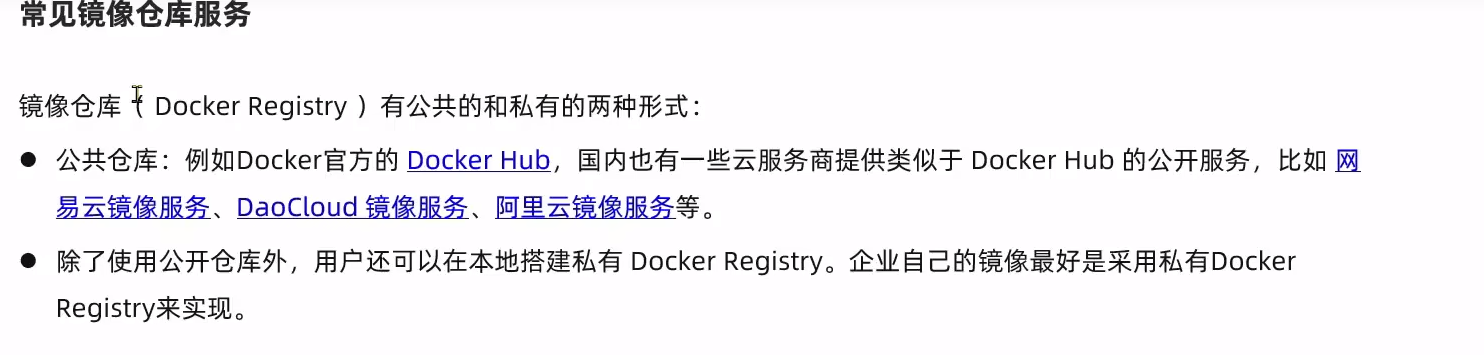 常见镜像仓库服务
镜像仓库（ Docker Registry ）有公共的和私有的两种形式：
● 公共仓库：例如Docker官方的 Docker Hub，国内也有一些云服务商提供类似于 Docker Hub 的公开服务，比如 网
易云镜像服务、DaoCloud 镜像服务、阿里云镜像服务等。
● 除了使用公开仓库外，用户还可以在本地搭建私有 Docker Registry。企业自己的镜像最好是采用私有Docker
Registry来实现。